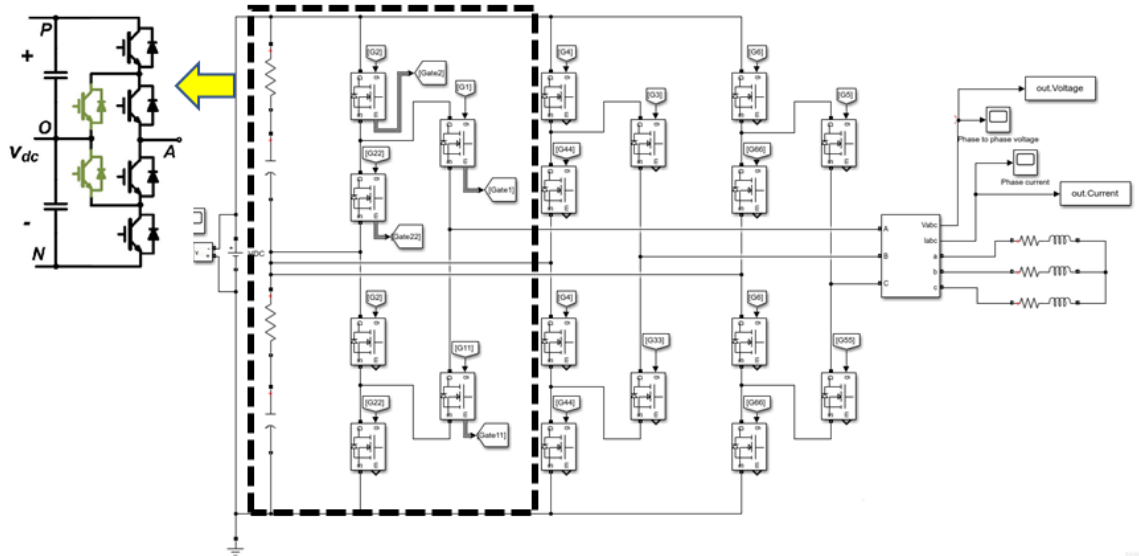 P
+
O
V dc
A
-
N
V
+
VDC
[G2]
[Gate2]
[G1]
[G22]
[Gate1]
[Gate22]
[G4]
[G3]
[G44]
[G6]
[G5]
[G66]
[G2]
[G11]
[G22]
[Gate11]
[G4]
[G33]
[G44]
[G6]
[G55]
[G66]
A
B
C
Vabc
Iabc
a
b
c
out.Voltage
Phase to phase voltage
Phase current
out.Current